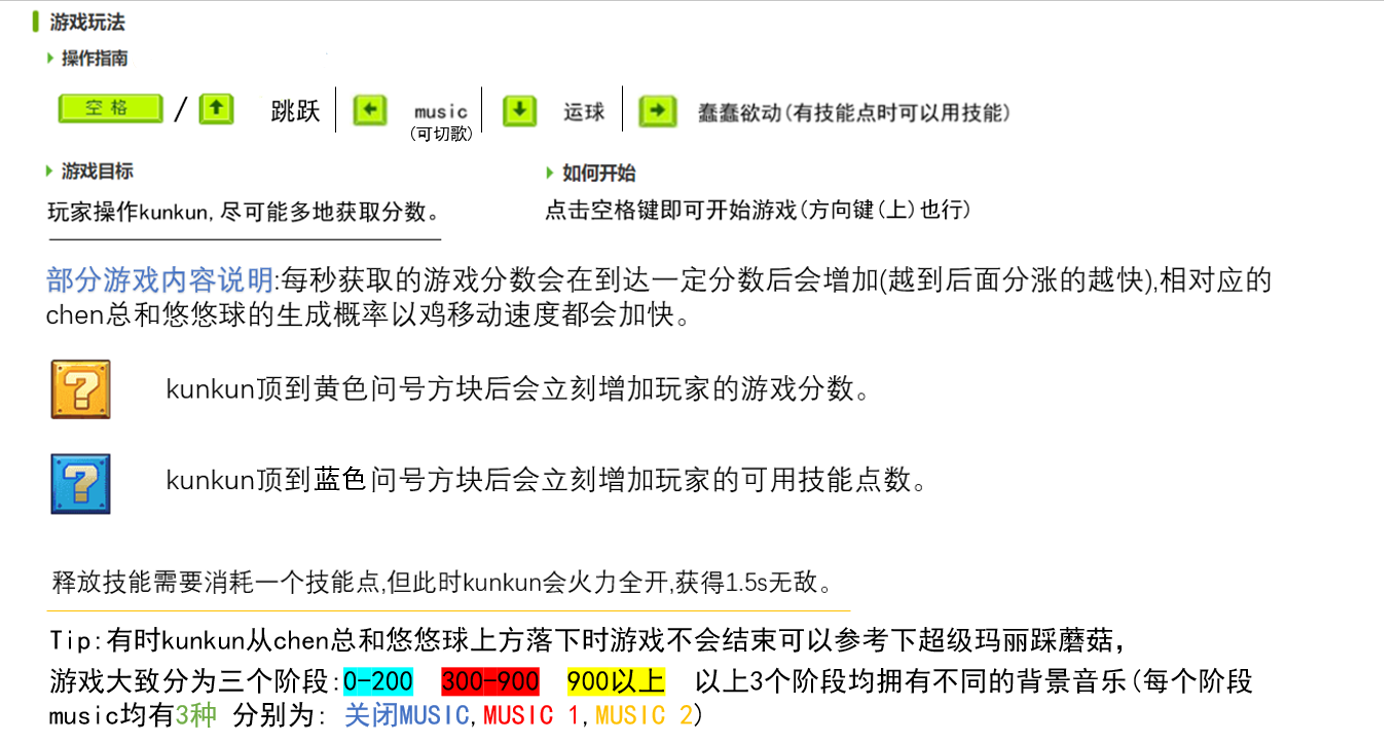 游戏玩法
操作指南
空格 / ↑ 跳跃 ← music ↓ 运球 → 蠢蠢欲动(有技能点时可以用技能)
(可切歌)
游戏目标 如何开始
玩家操作kunkun,尽可能多地获取分数。 点击空格键即可开始游戏(方向键(上)也行)
部分游戏内容说明:每秒获取的游戏分数会在到达一定分数后会增加(越到后面分涨的越快),相对应的
chen总和悠悠球的生成概率以鸡移动速度都会加快。
? kunkun顶到黄色问号方块后会立刻增加玩家的游戏分数。
? kunkun顶到蓝色问号方块后会立刻增加玩家的可用技能点数。
释放技能需要消耗一个技能点,但此时kunkun会火力全开,获得1.5s无敌。
Tip:有时kunkun从chen总和悠悠球上方落下时游戏不会结束可以参考下超级玛丽踩蘑菇,
游戏大致分为三个阶段:0-200 300-900 900以上 以上3个阶段均拥有不同的背景音乐(每个阶段
music均有3种 分别为: 关闭MUSIC,MUSIC 1,MUSIC 2)